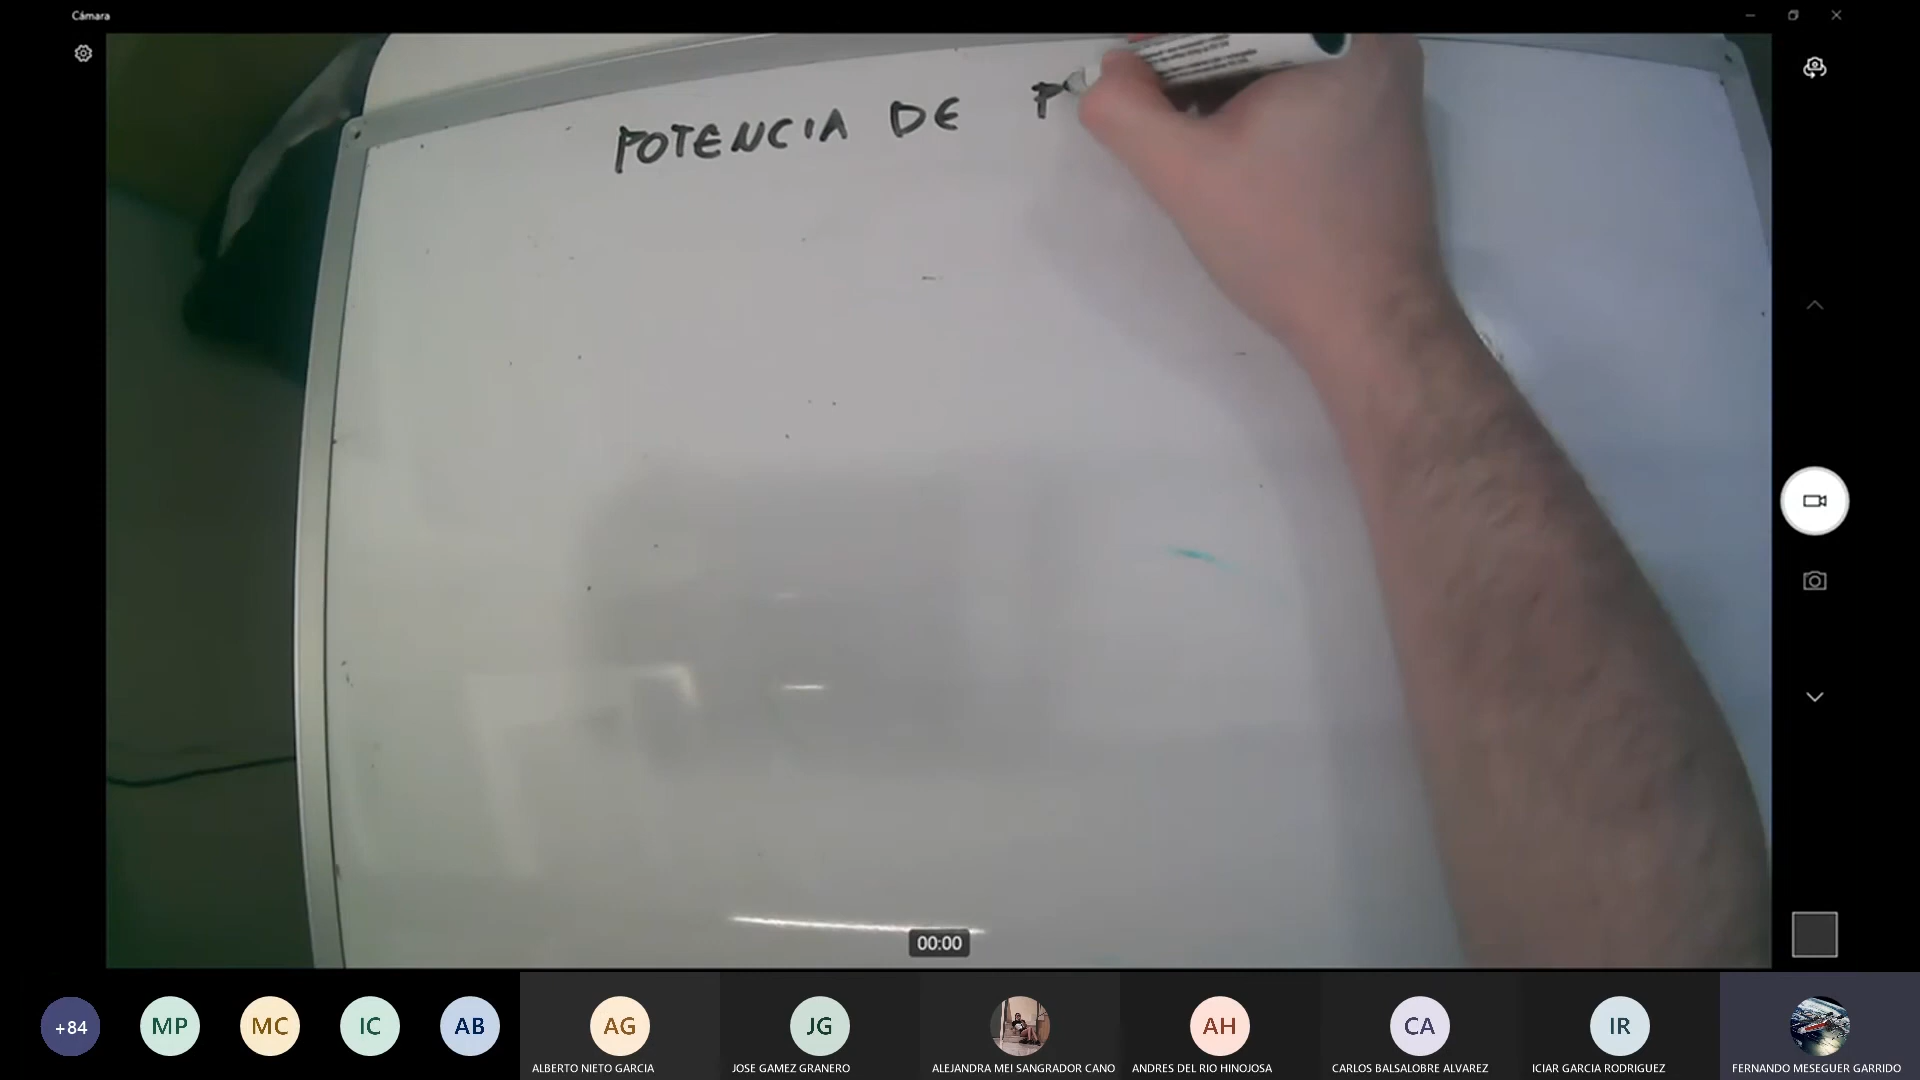 Cámara
POTENCIA DE P
00:00
+84
MP
MC
IC
AB
AG
JG
AH
CA
IR
ALBERTO NIETO GARCIA
JOSE GAMEZ GRANERO
ALEJANDRA MEI SANGRADOR CANO
ANDRES DEL RIO HINOJOSA
CARLOS BALSALOBRE ALVAREZ
ICIAR GARCIA RODRIGUEZ
FERNANDO MESEGUER GARRIDO